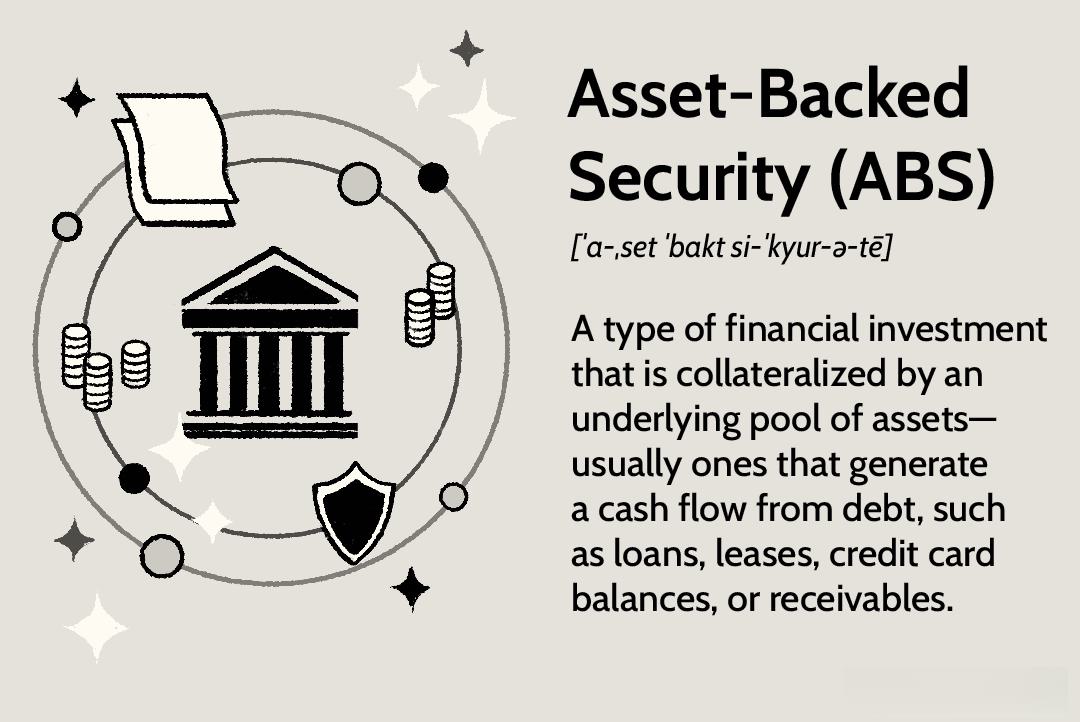 Asset-Backed
Security (ABS)
[ˈa-ˌset ˈbakt si-ˈkyur-ə-tē]
A type of financial investment
that is collateralized by an
underlying pool of assets—
usually ones that generate
a cash flow from debt, such
as loans, leases, credit card
balances, or receivables.